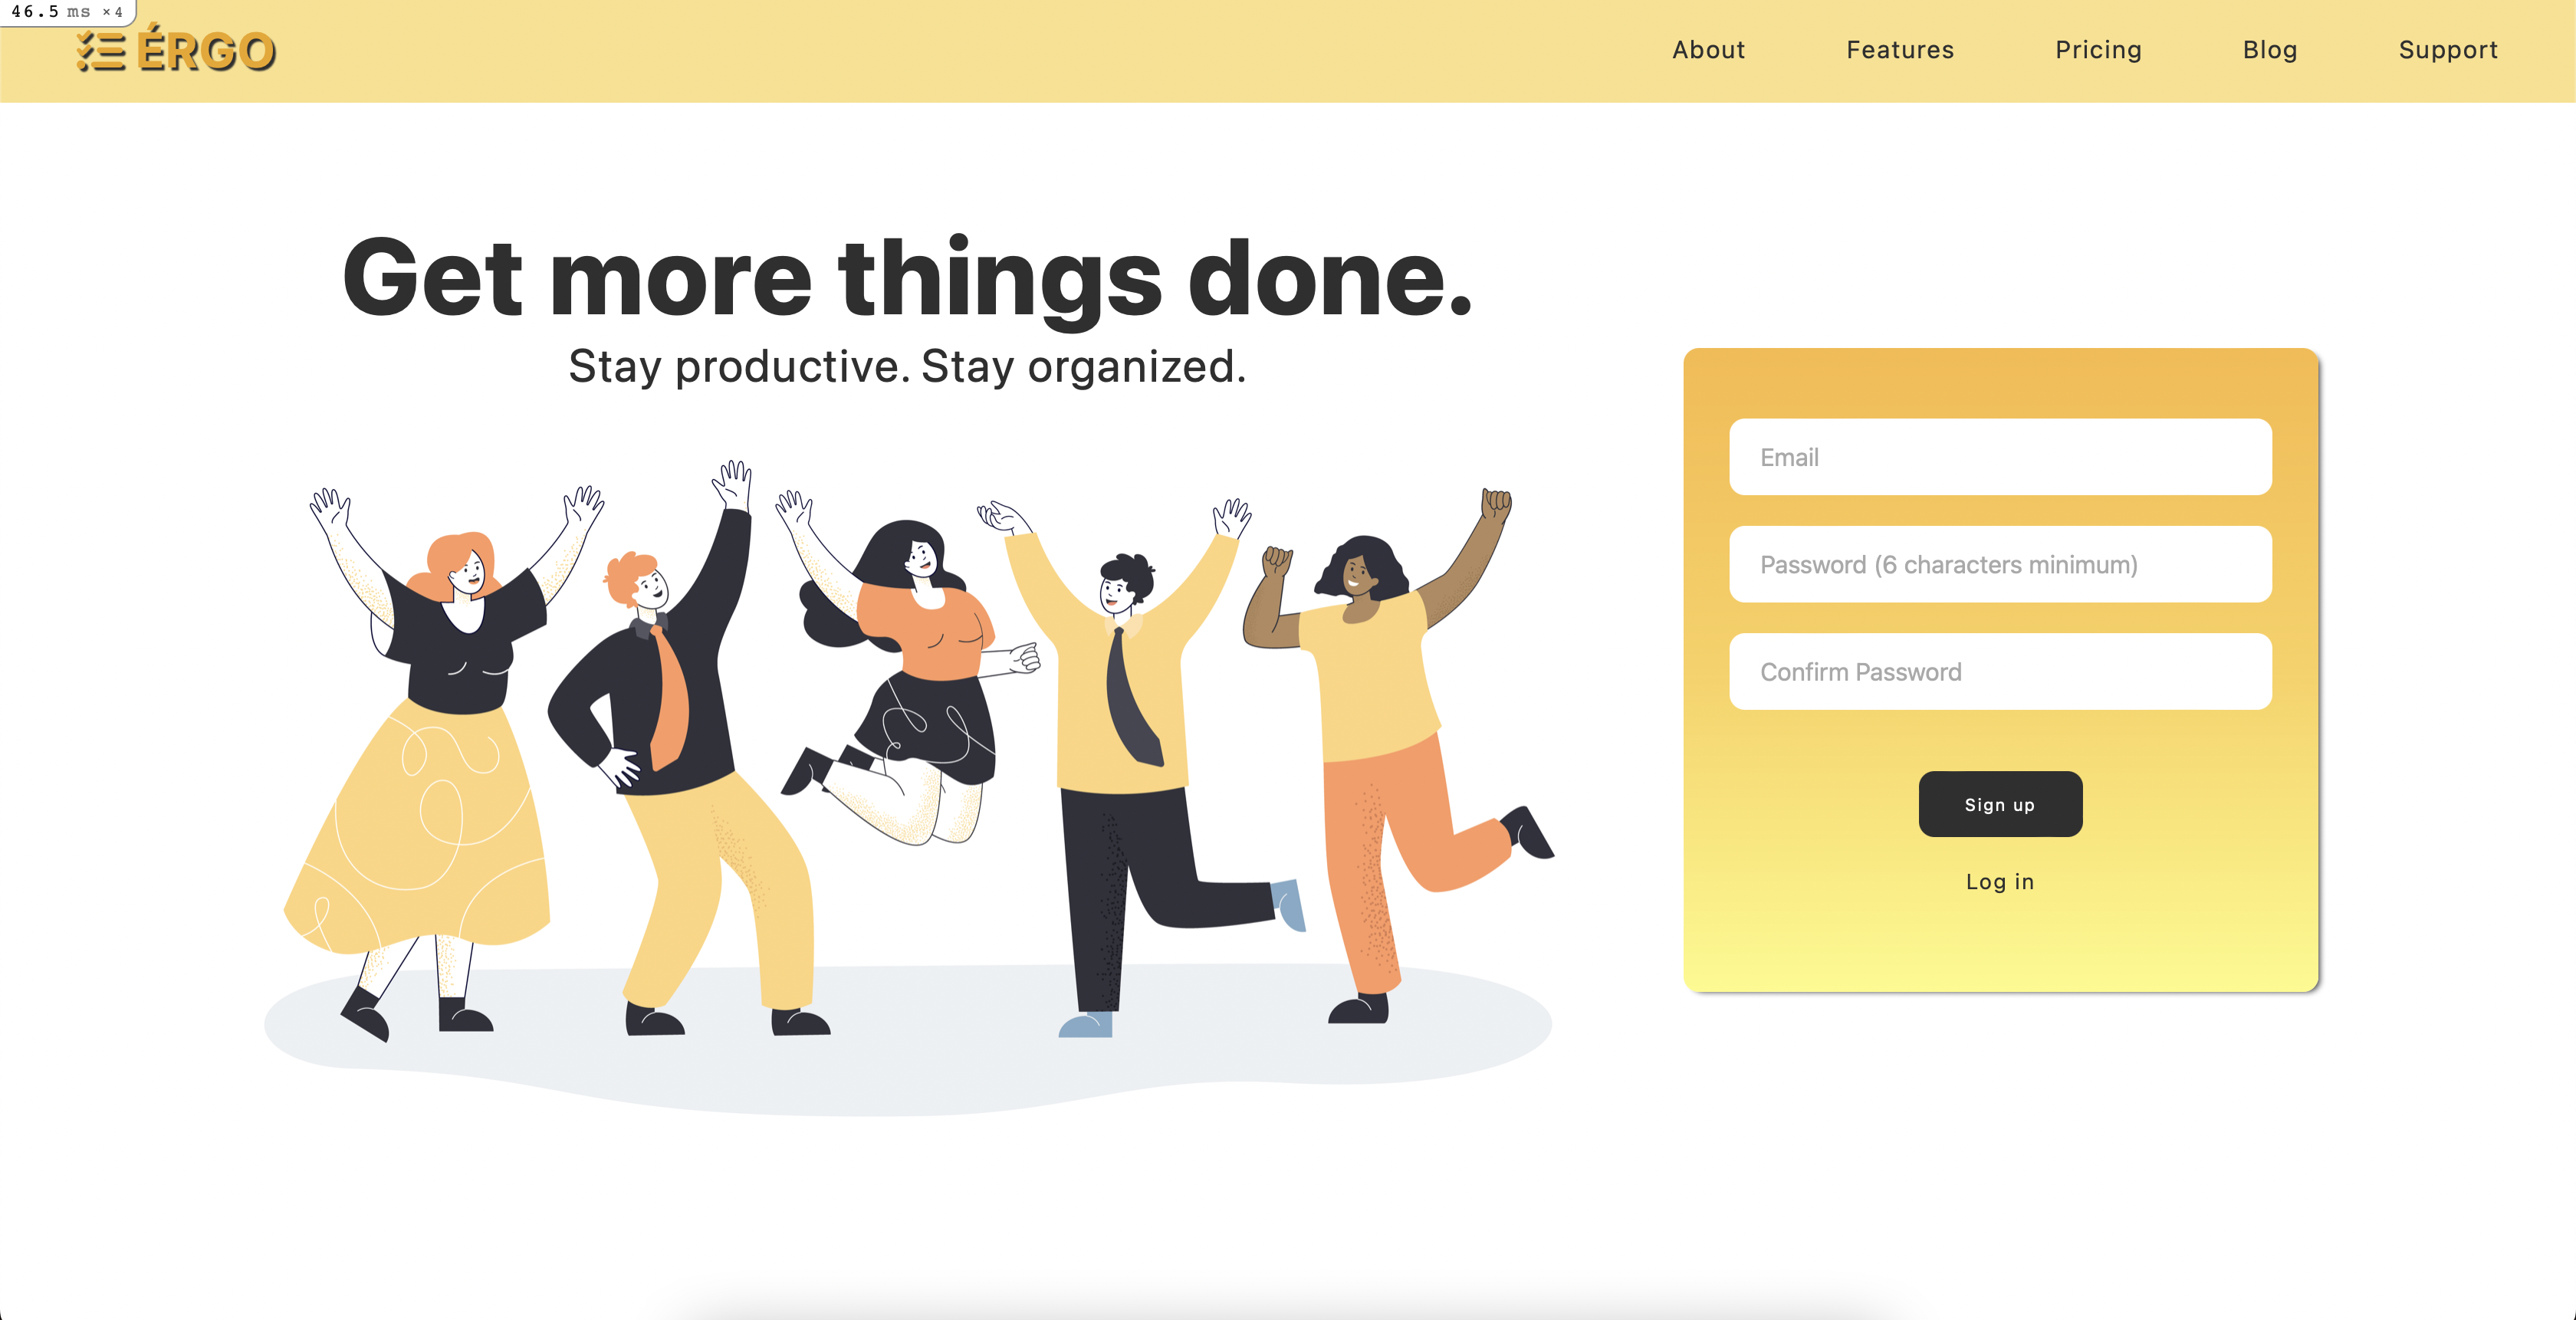 46.5 ms ×4
ÉRGO
About Features Pricing Blog Support
Get more things done.
Stay productive. Stay organized.
Email
Password (6 characters minimum)
Confirm Password
Sign up
Log in